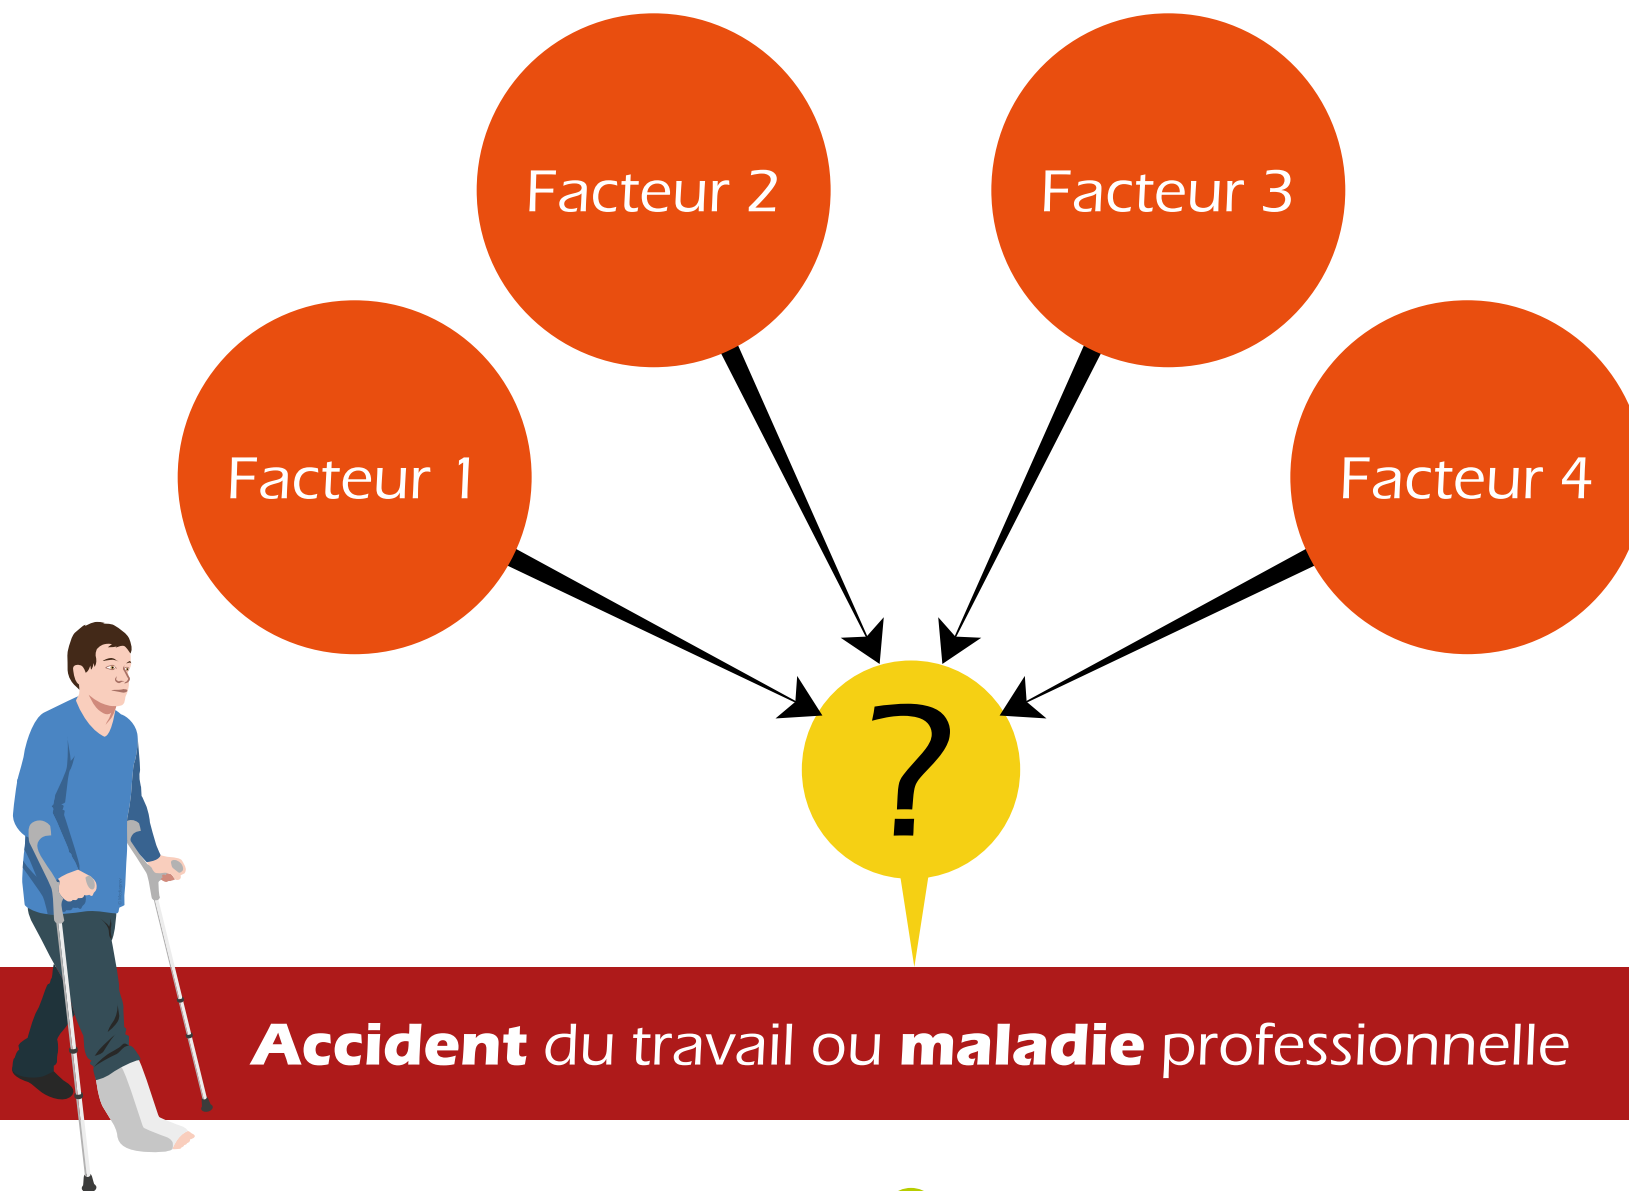 Facteur 2
Facteur 3
Facteur 1
Facteur 4
?
Accident du travail ou maladie professionnelle